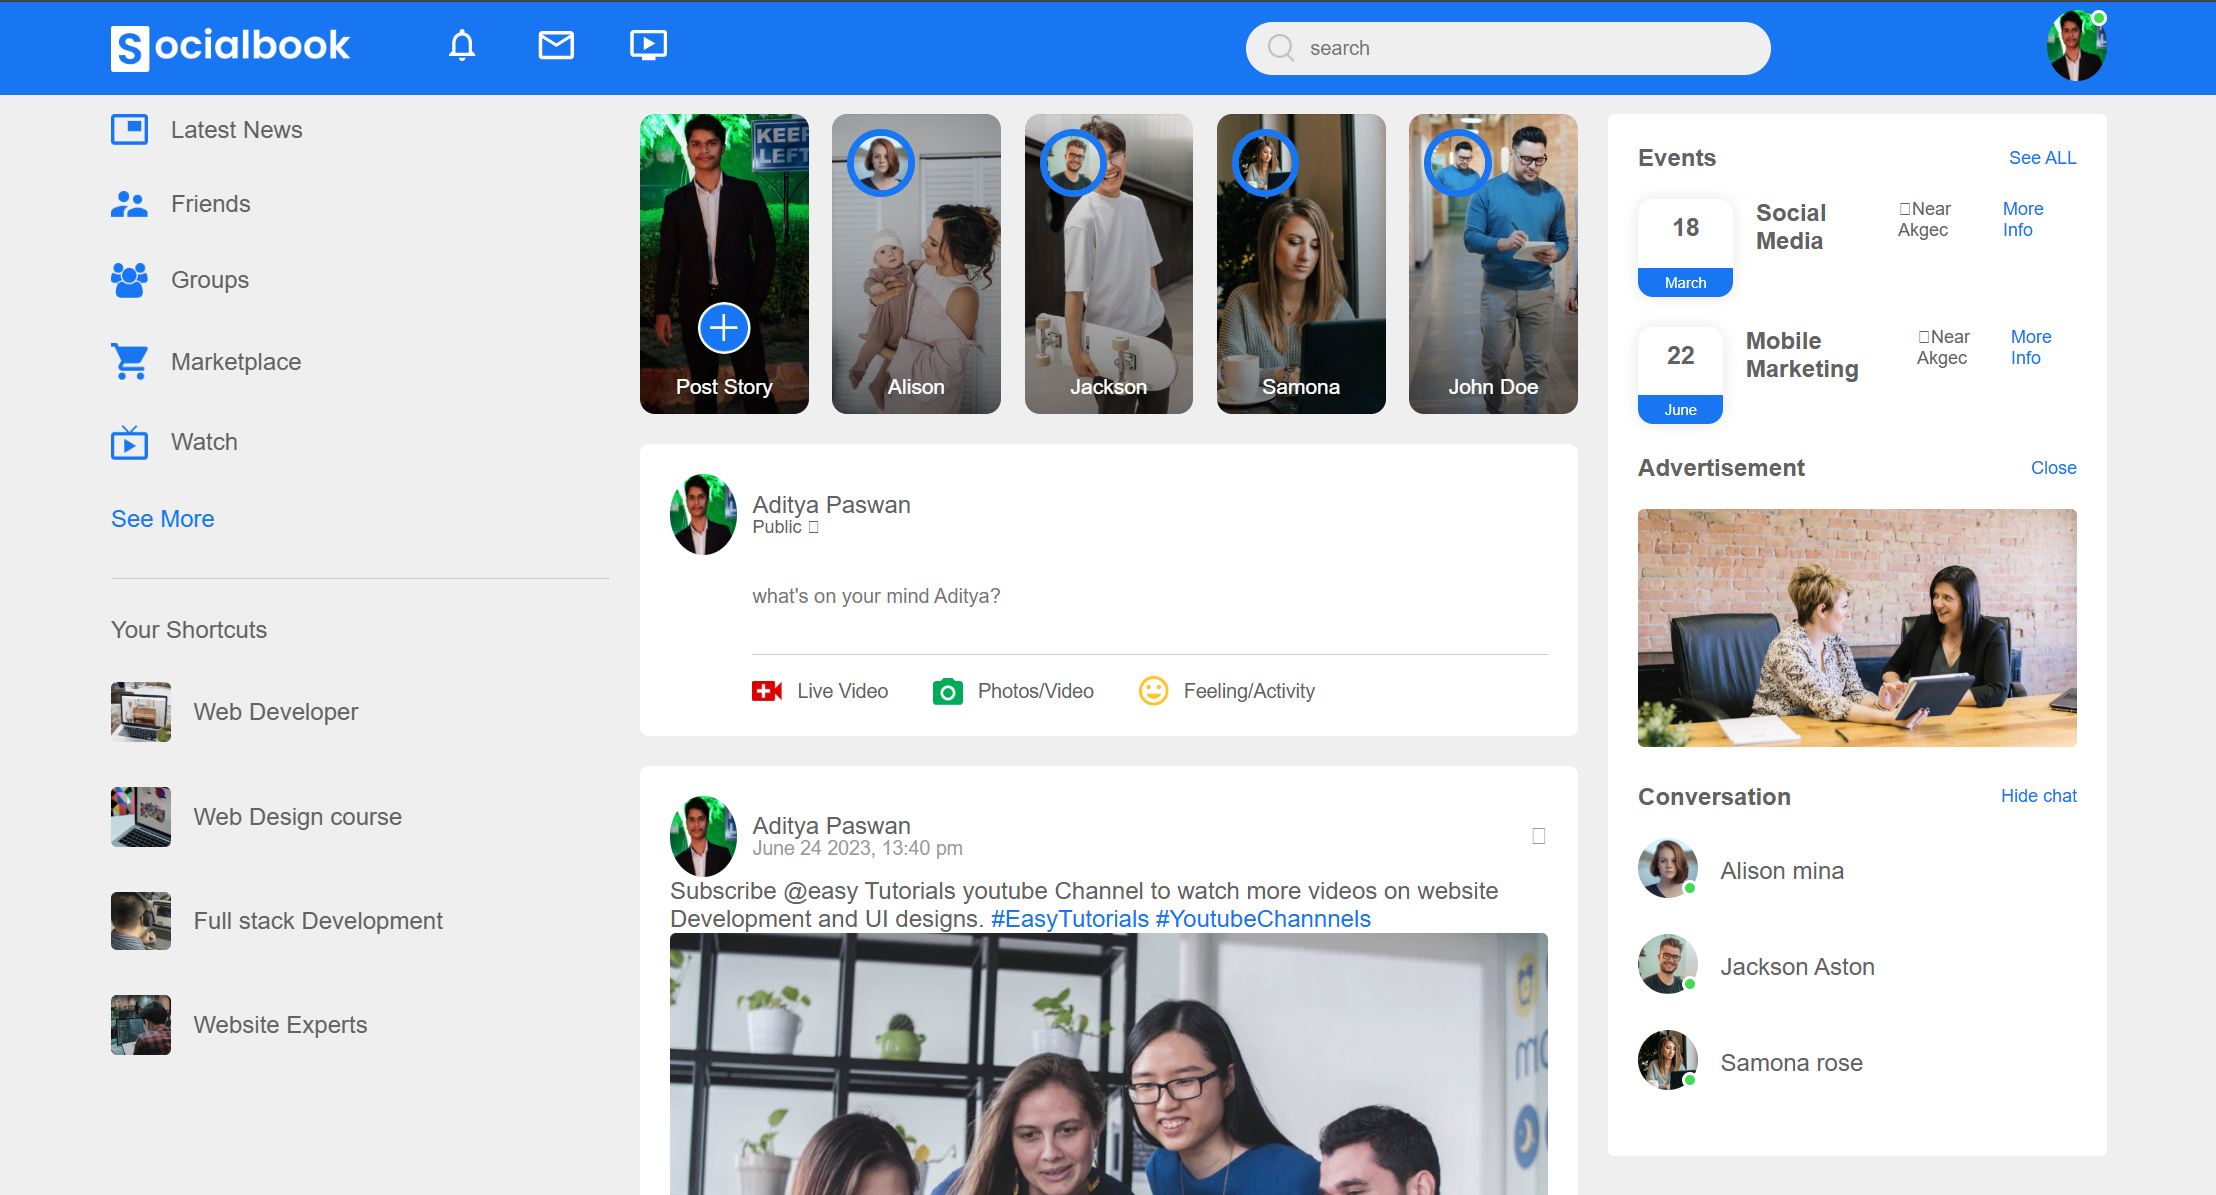 Socialbook
search
Latest News
Friends
Groups
Marketplace
Watch
See More
Your Shortcuts
Web Developer
Web Design course
Full stack Development
Website Experts
KEEP
LEFT
Post Story
Alison
Jackson
Samona
John Doe
Aditya Paswan
Public
what's on your mind Aditya?
Live Video
Photos/Video
Feeling/Activity
Aditya Paswan
June 24 2023, 13:40 pm
Subscribe @easy Tutorials youtube Channel to watch more videos on website
Development and UI designs. #EasyTutorials #YoutubeChannnels
Events
See ALL
18
March
Social
Media
Near
Akgec
More
Info
22
June
Mobile
Marketing
Near
Akgec
More
Info
Advertisement
Close
Conversation
Hide chat
Alison mina
Jackson Aston
Samona rose